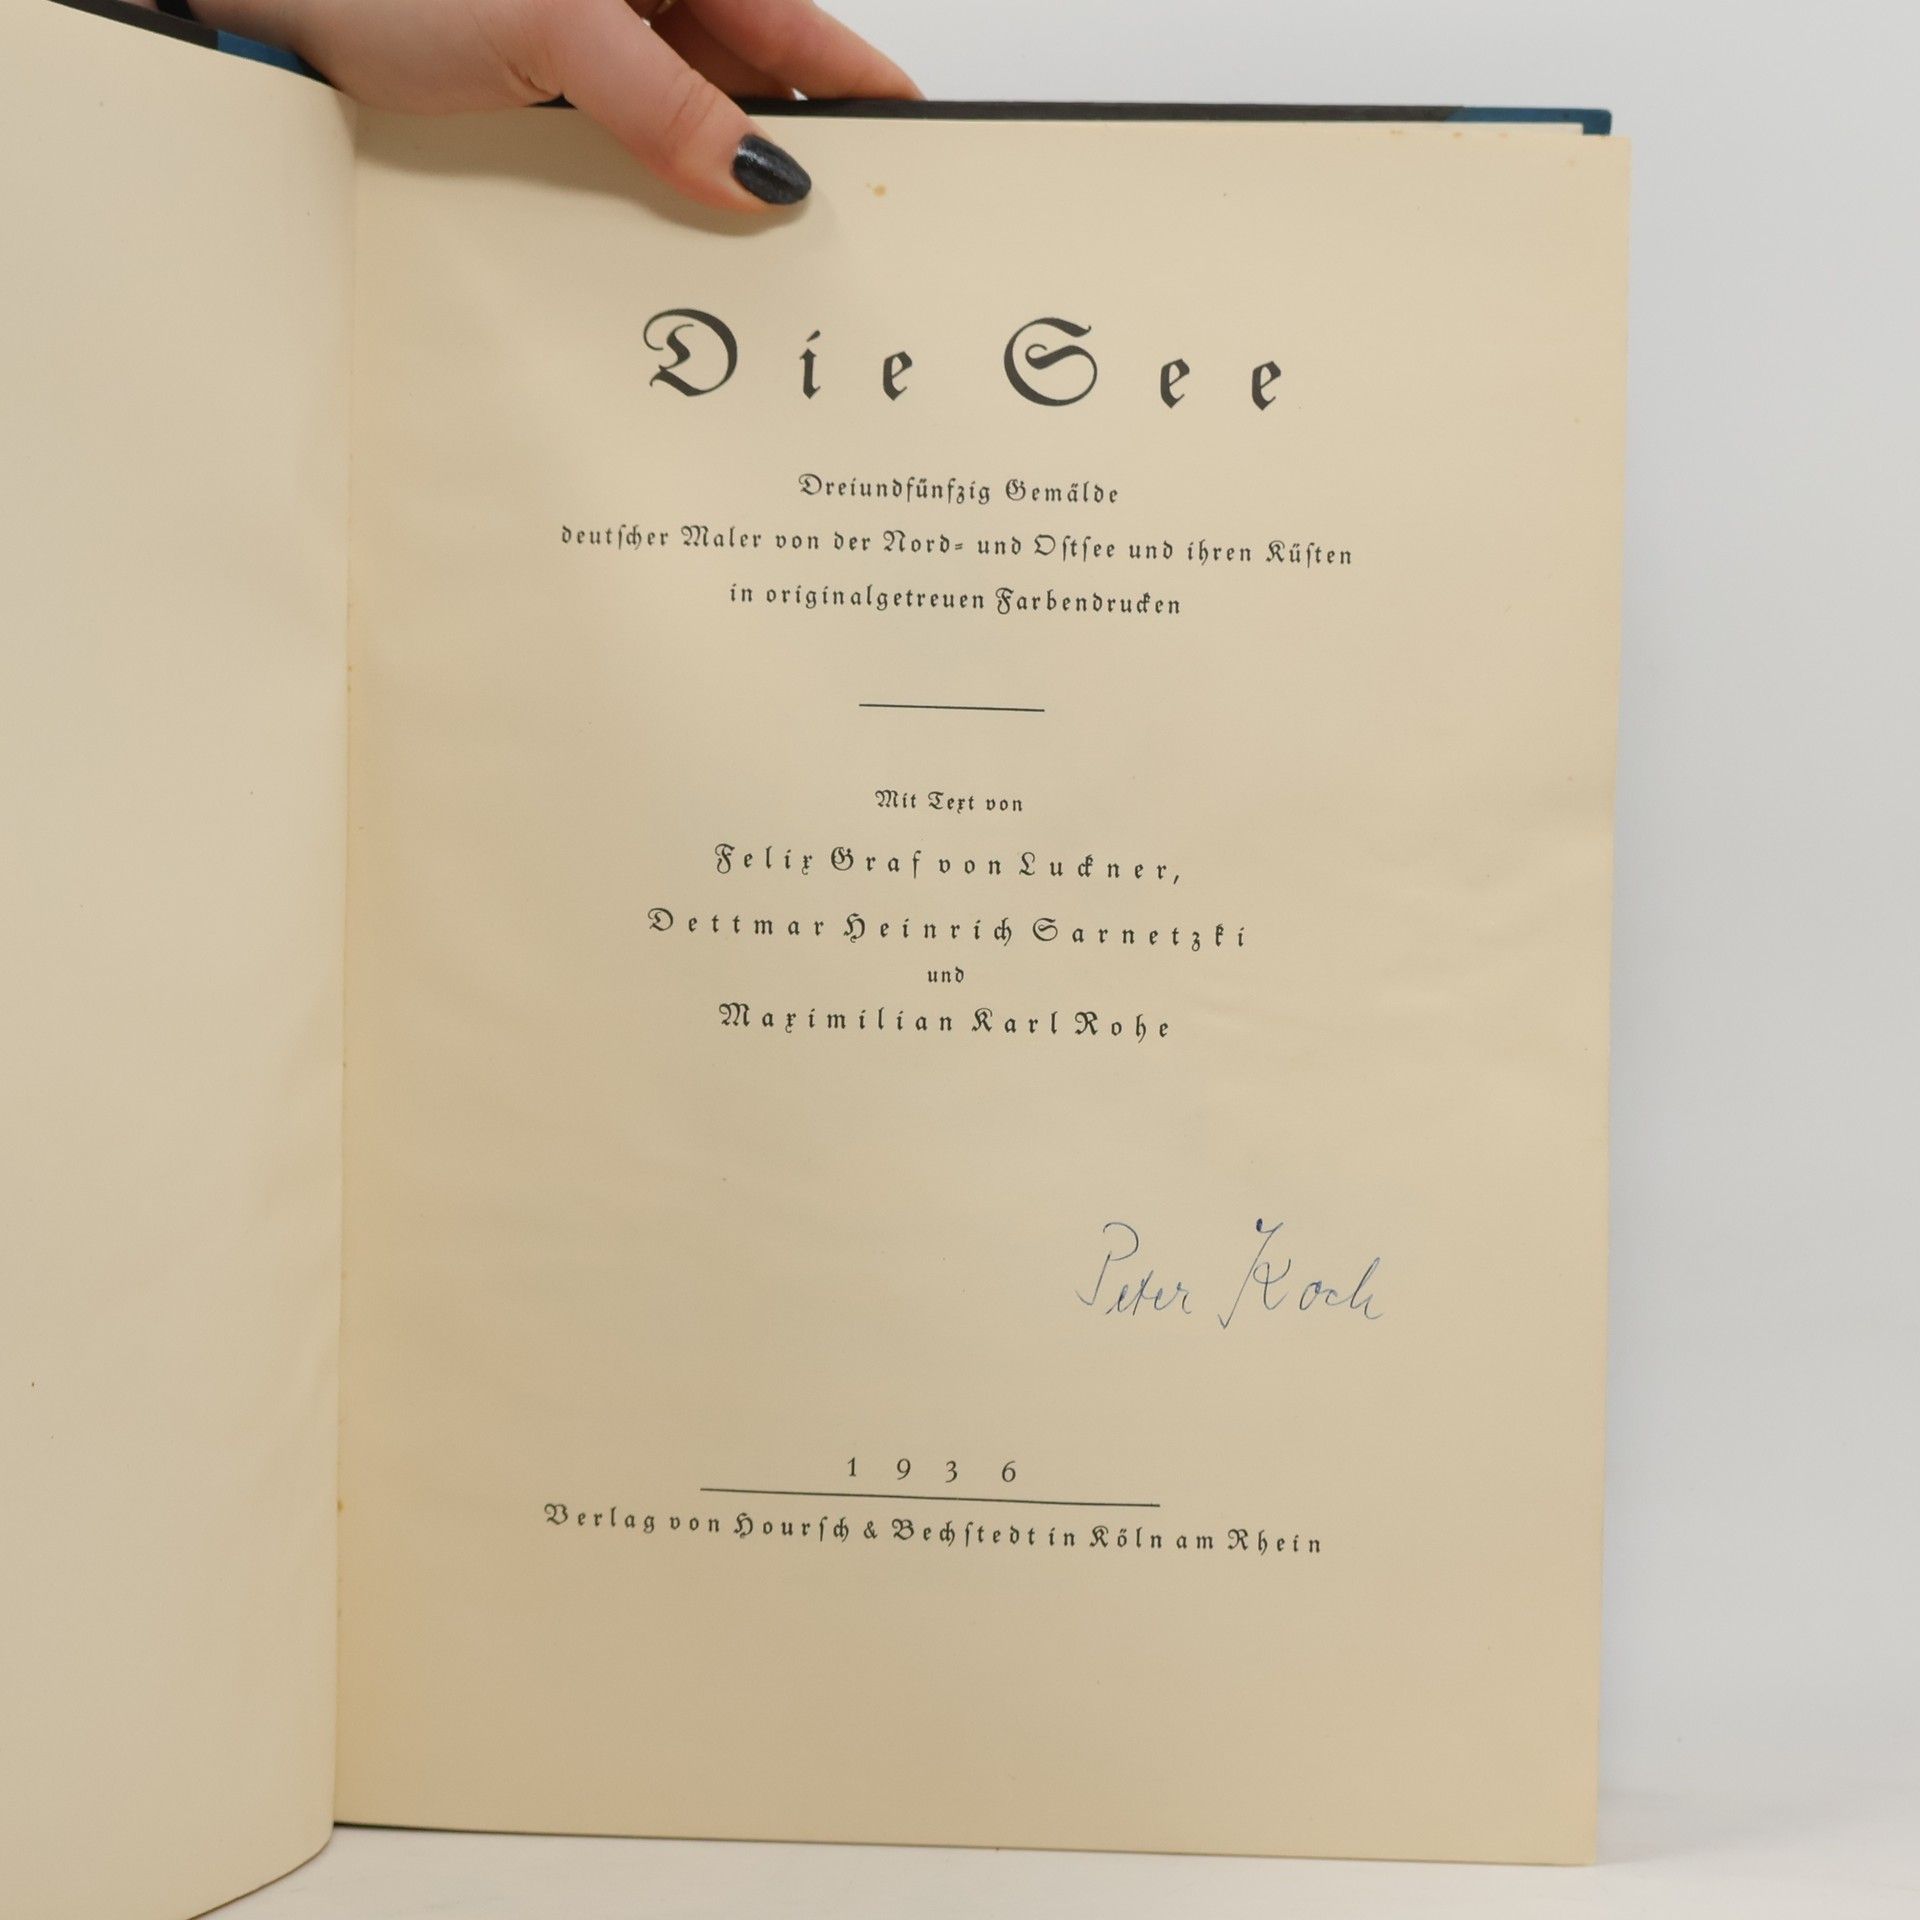 Die See
Dreiundfünfzig Gemälde
deutſcher Maler von der Nord- und Oſtſee und ihren Küſten
in originalgetreuen Farbendrucken
Mit Text von
Felix Graf von Luckner,
Dettmar Heinrich Sarnetzki
und
Maximilian Karl Rohe
Peter Koch
1936
Verlag von Hourſch & Bechſtedt in Köln am Rhein